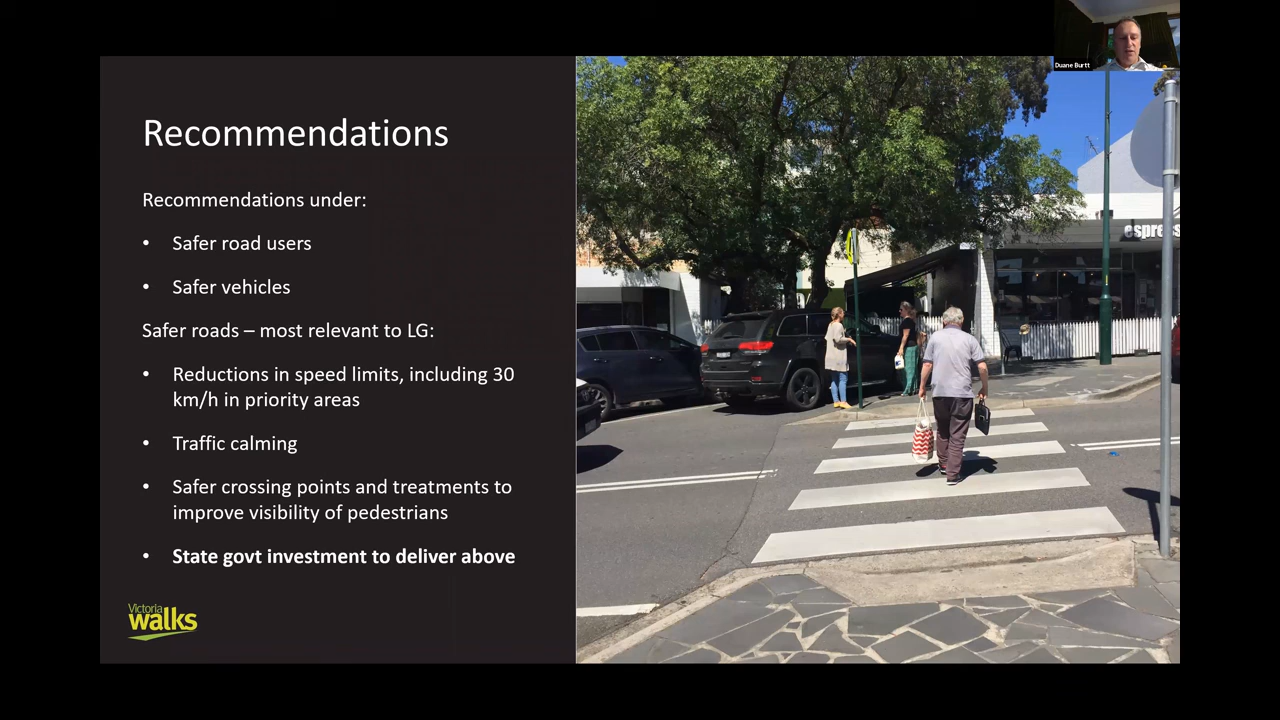 Duane Burtt
Recommendations
Recommendations under:
• Safer road users
• Safer vehicles
Safer roads – most relevant to LG:
• Reductions in speed limits, including 30
km/h in priority areas
• Traffic calming
• Safer crossing points and treatments to
improve visibility of pedestrians
• State govt investment to deliver above
Victoria
walks
espres